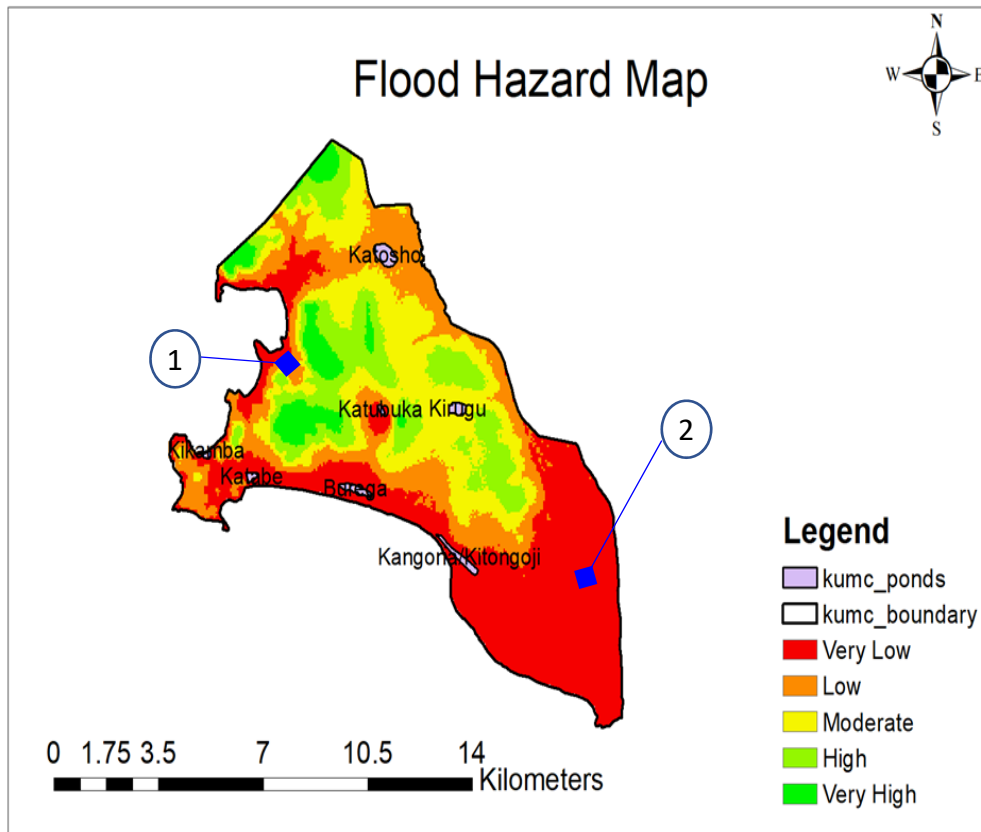 N
W
E
S
Flood Hazard Map
Katosho
1
Katubuka
Kirugu
2
Kikamba
Katabe
Burega
Kangona/Kitongoji
Legend
kumc_ponds
kumc_boundary
Very Low
Low
Moderate
High
Very High
0 1.75 3.5 7 10.5 14
Kilometers